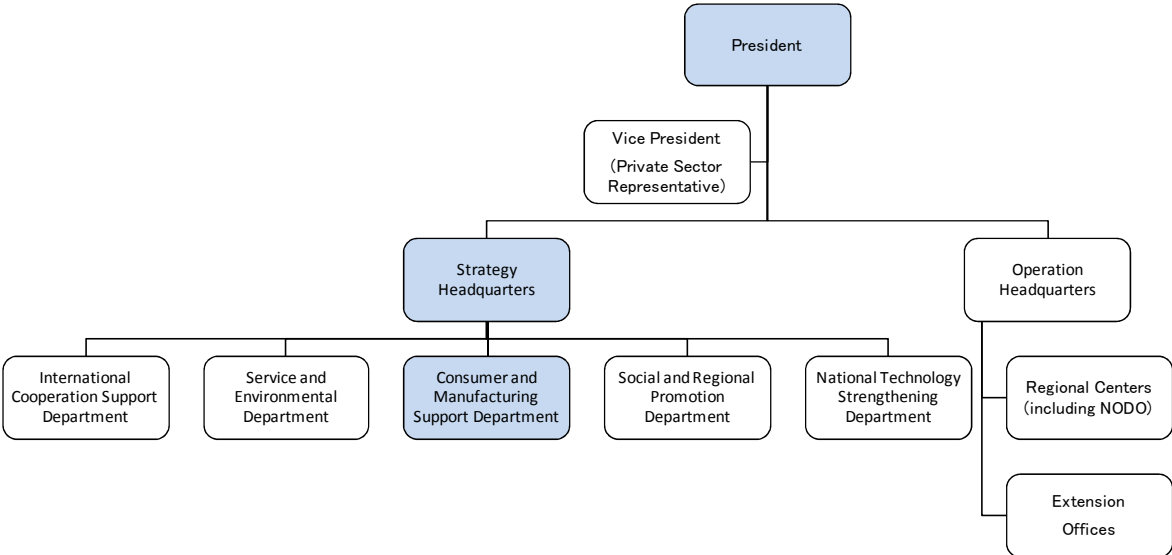 President
Vice President
(Private Sector
Representative)
Strategy
Headquarters
Operation
Headquarters
International
Cooperation Support
Department
Service and
Environmental
Department
Consumer and
Manufacturing
Support Department
Social and Regional
Promotion
Department
National Technology
Strengthening
Department
Regional Centers
(including NODO)
Extension
Offices